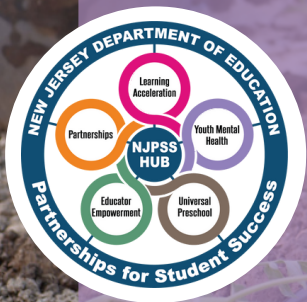 NEW JERSEY DEPARTMENT OF EDUCATION
Learning
Acceleration
Partnerships
Youth Mental
Health
NJPSS
HUB
Educator
Empowerment
Universal
Preschool
Partnerships for Student Success